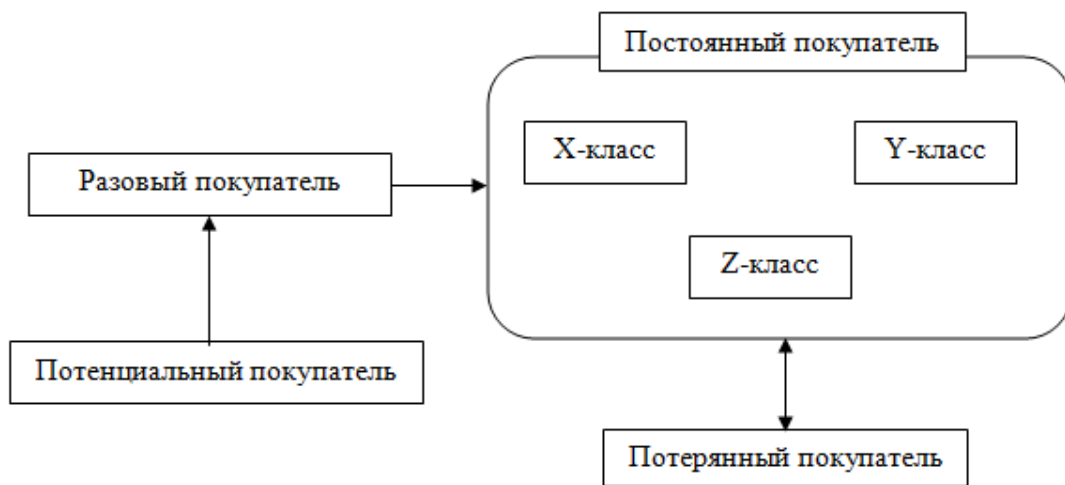 Постоянный покупатель
X-класс
Y-класс
Разовый покупатель
Z-класс
Потенциальный покупатель
Потерянный покупатель